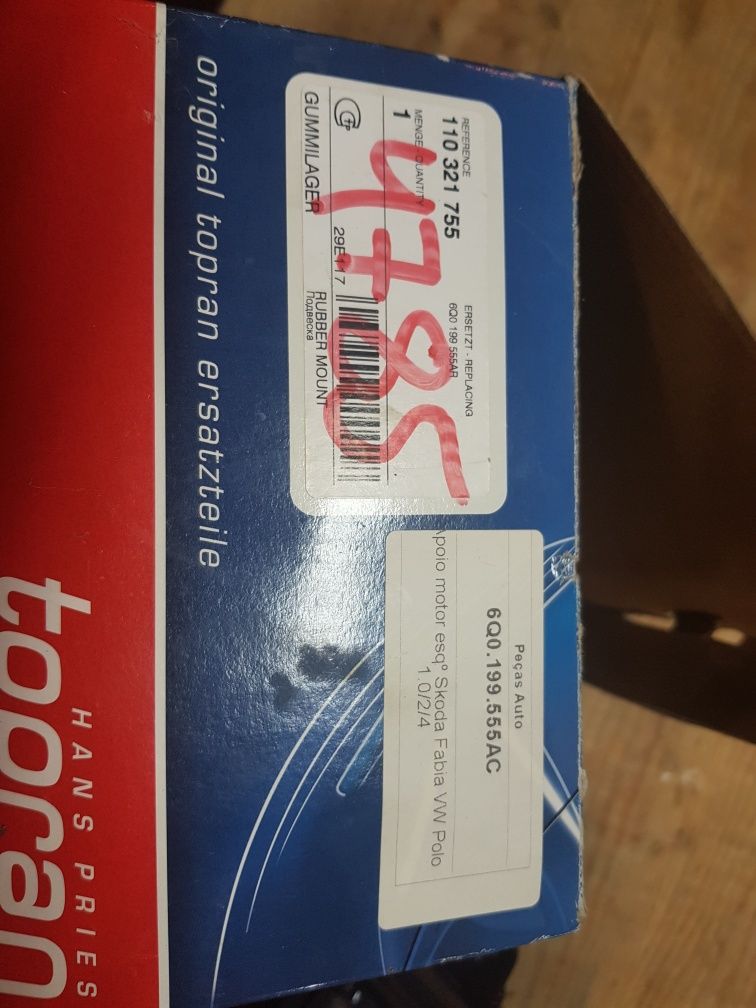 REFERENCE
110 321 755
ERSETZT - REPLACING
6Q0 199 555AR
MENGE / QUANTITY
1
29E117
GUMMILAGER
RUBBER MOUNT
Подвеска
4785
Peças Auto
6Q0.199.555AC
Apoio motor esqº Skoda Fabia VW Polo
1.0/2/4
original topran ersatzteile
HANS PRIES
topran